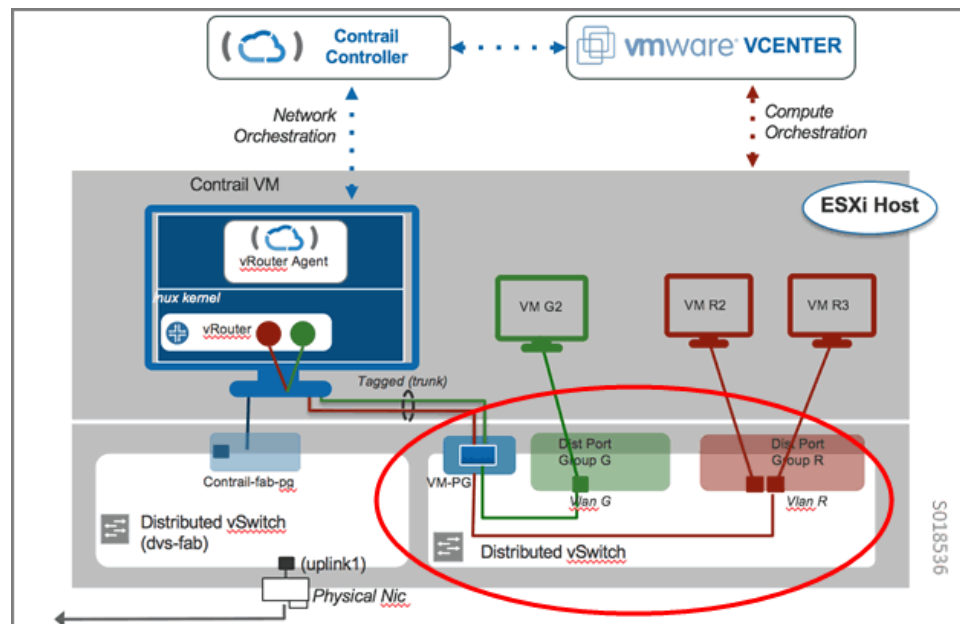 Contrail
Controller
vmware® VCENTER
Network
Orchestration
Compute
Orchestration
Contrail VM
ESXi Host
vRouter Agent
inux kernel
vRouter
VM G2
VM R2
VM R3
Tagged (trunk)
Dist Port
Group G
Dist Port
Group R
Contrail-fab-pg
VM-PG
Vlan G
Vlan R
Distributed vSwitch
(dvs-fab)
Distributed vSwitch
(uplink1)
Physical Nic
S018536